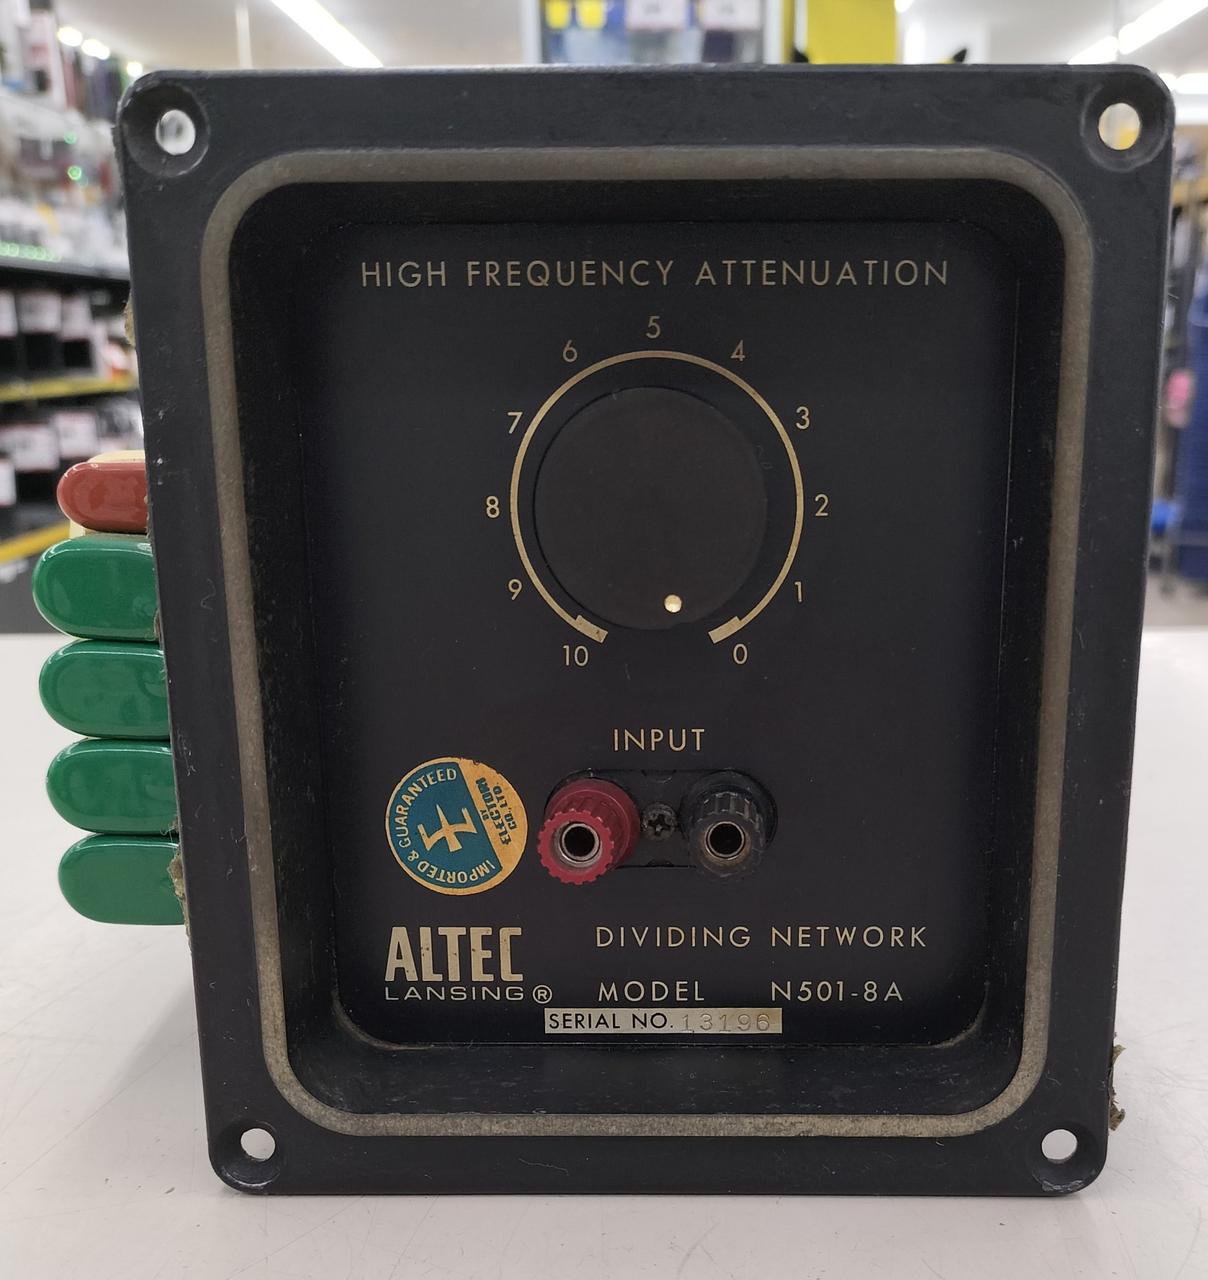 HIGH FREQUENCY ATTENUATION
5
6
4
7
3
8
2
9
1
10
0
INPUT
IMPORTED & GUARANTEED
BY
ELECTORI
CO., LTD.
ALTEC
LANSING®
DIVIDING NETWORK
MODEL N501-8A
SERIAL NO. 13196